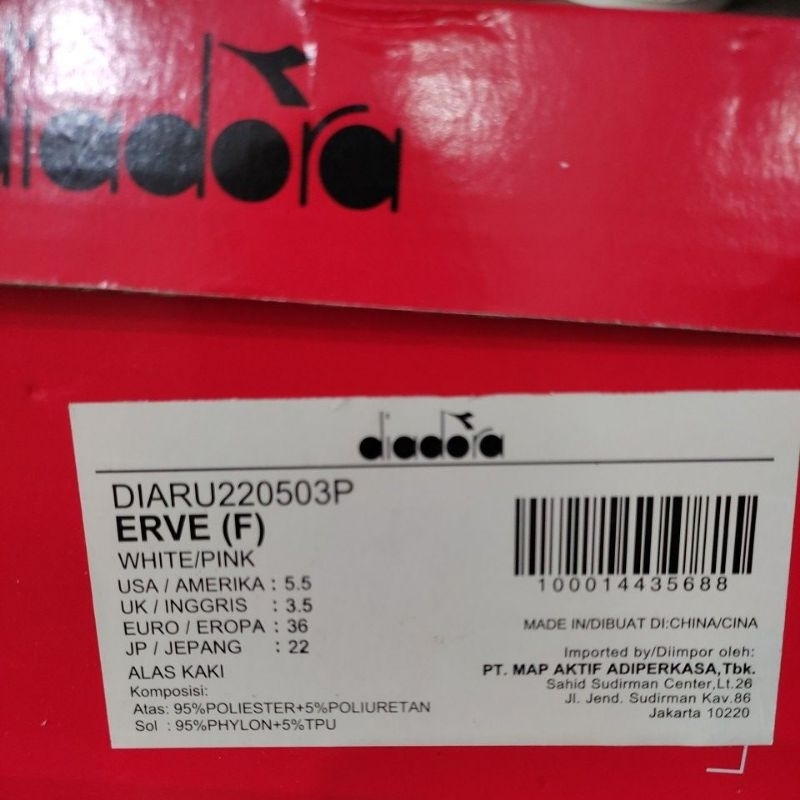 diadora
diadora
DIARU220503P
ERVE (F)
WHITE/PINK
USA / AMERIKA : 5.5
UK / INGGRIS : 3.5
EURO / EROPA : 36
JP / JEPANG : 22
ALAS KAKI
Komposisi:
Atas: 95%POLIESTER+5%POLIURETAN
Sol : 95%PHYLON+5%TPU
100014435688
MADE IN/DIBUAT DI:CHINA/CINA
Imported by/Diimpor oleh:
PT. MAP AKTIF ADIPERKASA,Tbk.
Sahid Sudirman Center,Lt.26
Jl. Jend. Sudirman Kav.86
Jakarta 10220